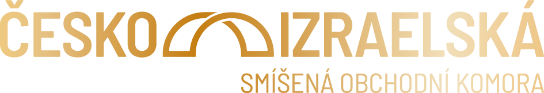 ČESKO IZRAELSKÁ
SMÍŠENÁ OBCHODNÍ KOMORA